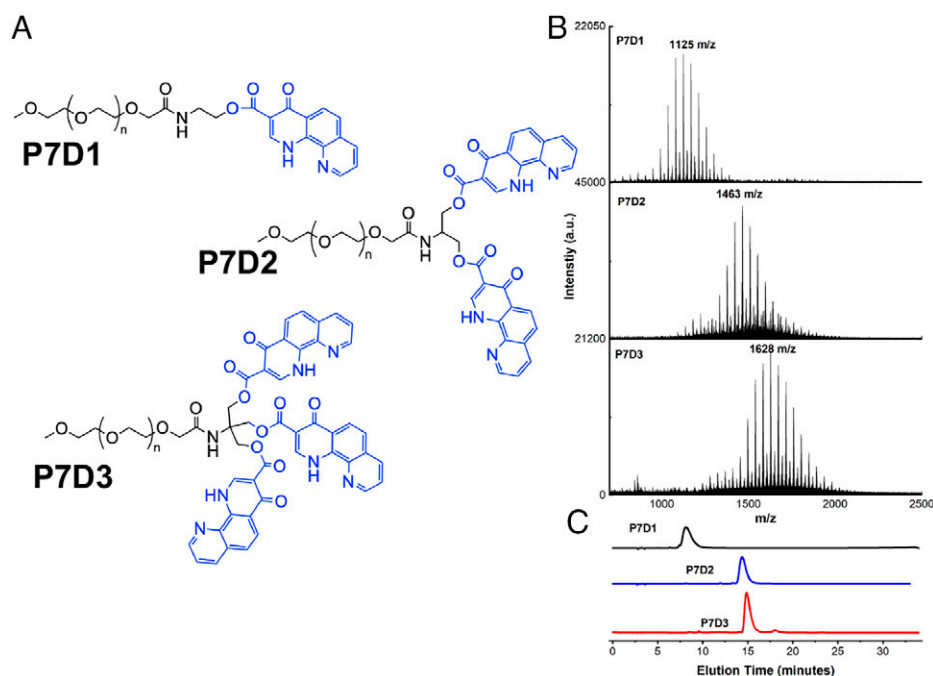 A
P7D1
P7D2
P7D3
B
22050
P7D1
1125 m/z
45000
P7D2
1463 m/z
21200
P7D3
1628 m/z
0
Intenstiy (a.u.)
1000 1500 2000 2500
m/z
C
P7D1
P7D2
P7D3
0 5 10 15 20 25 30
Elution Time (minutes)